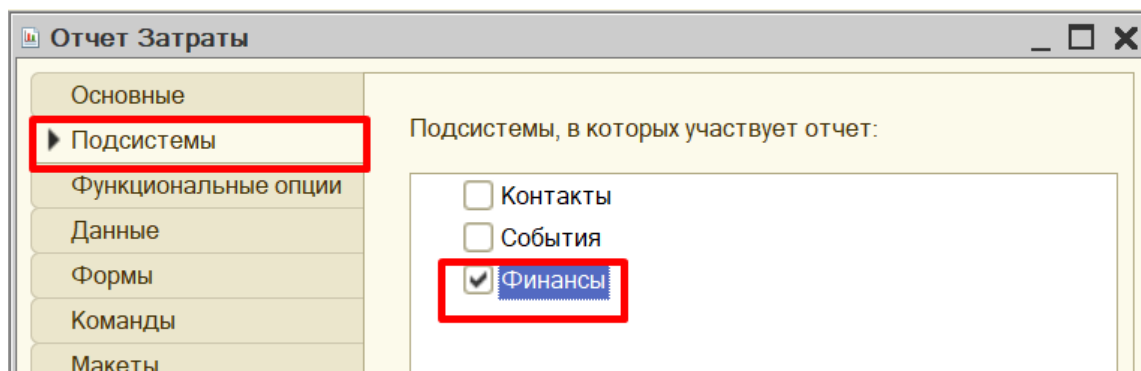 Отчет Затраты
Основные
Подсистемы
Функциональные опции
Данные
Формы
Команды
Макеты
Подсистемы, в которых участвует отчет:
Контакты
События
Финансы